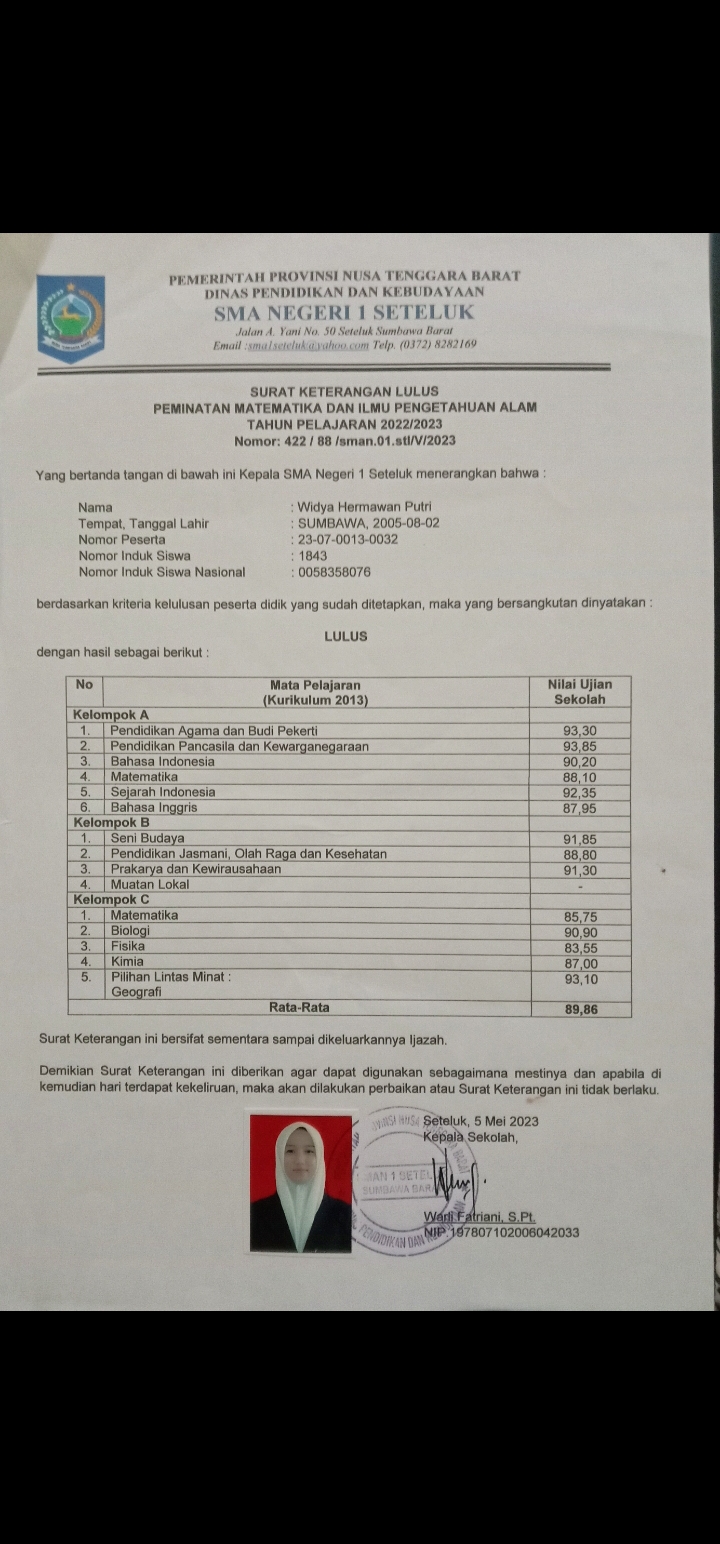 PEMERINTAH PROVINSI NUSA TENGGARA BARAT
DINAS PENDIDIKAN DAN KEBUDAYAAN
SMA NEGERI 1 SETELUK
Jalan A. Yani No. 50 Seteluk Sumbawa Barat
Email :sma1seteluk@yahoo.com Telp. (0372) 8282169
SURAT KETERANGAN LULUS
PEMINATAN MATEMATIKA DAN ILMU PENGETAHUAN ALAM
TAHUN PELAJARAN 2022/2023
Nomor: 422 / 88 /sman.01.stl/V/2023
Yang bertanda tangan di bawah ini Kepala SMA Negeri 1 Seteluk menerangkan bahwa :
Nama : Widya Hermawan Putri
Tempat, Tanggal Lahir : SUMBAWA, 2005-08-02
Nomor Peserta : 23-07-0013-0032
Nomor Induk Siswa : 1843
Nomor Induk Siswa Nasional : 0058358076
berdasarkan kriteria kelulusan peserta didik yang sudah ditetapkan, maka yang bersangkutan dinyatakan :
LULUS
dengan hasil sebagai berikut :
No Mata Pelajaran Nilai Ujian
(Kurikulum 2013) Sekolah
Kelompok A
1. Pendidikan Agama dan Budi Pekerti 93,30
2. Pendidikan Pancasila dan Kewarganegaraan 93,85
3. Bahasa Indonesia 90,20
4. Matematika 88,10
5. Sejarah Indonesia 92,35
6. Bahasa Inggris 87,95
Kelompok B
1. Seni Budaya 91,85
2. Pendidikan Jasmani, Olah Raga dan Kesehatan 88,80
3. Prakarya dan Kewirausahaan 91,30
4. Muatan Lokal -
Kelompok C
1. Matematika 85,75
2. Biologi 90,90
3. Fisika 83,55
4. Kimia 87,00
5. Pilihan Lintas Minat : 93,10
Geografi
Rata-Rata 89,86
Surat Keterangan ini bersifat sementara sampai dikeluarkannya Ijazah.
Demikian Surat Keterangan ini diberikan agar dapat digunakan sebagaimana mestinya dan apabila di
kemudian hari terdapat kekeliruan, maka akan dilakukan perbaikan atau Surat Keterangan ini tidak berlaku.
Seteluk, 5 Mei 2023
Kepala Sekolah,
MAN 1 SETEL
SUMBAWA BARA
PENDIDIKAN DAN
Warli Fatriani, S.Pt.
NIP.197807102006042033